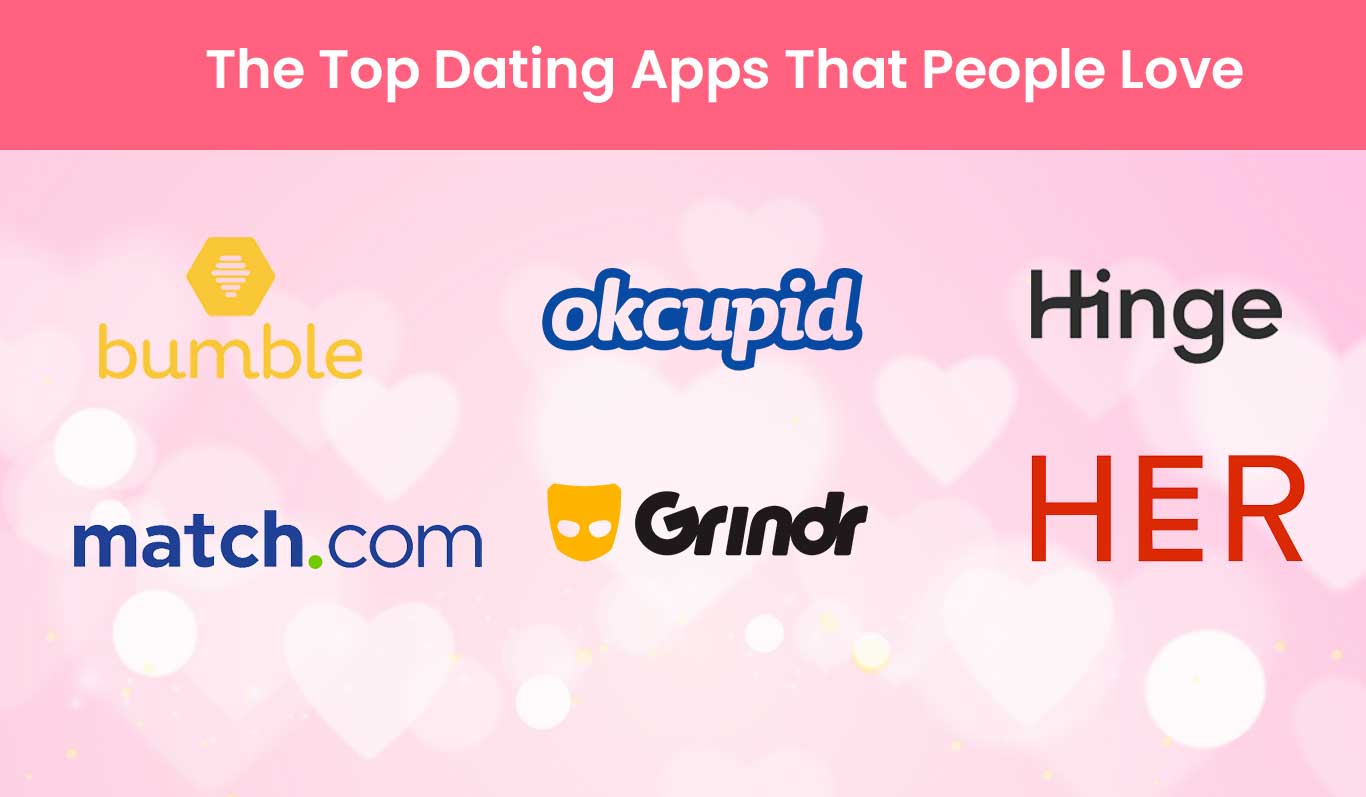 The Top Dating Apps That People Love
bumble
okcupid
Hinge
match.com
Grindr
HER